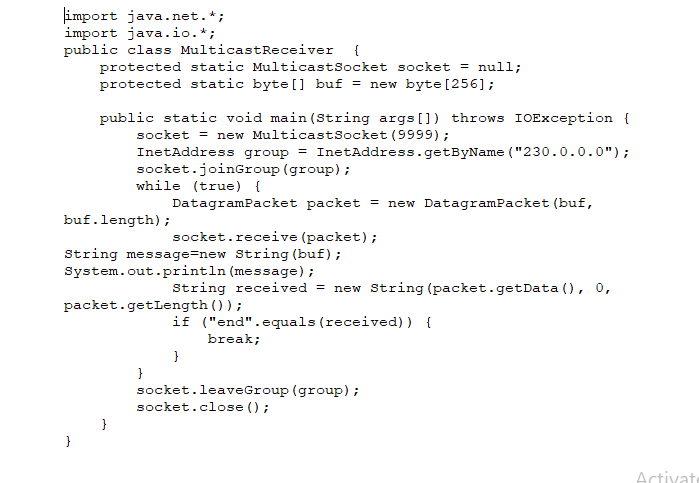 import java.net.*;
import java.io.*;
public class MulticastReceiver  {
    protected static MulticastSocket socket = null;
    protected static byte[] buf = new byte[256];

    public static void main(String args[]) throws IOException {
        socket = new MulticastSocket(9999);
        InetAddress group = InetAddress.getByName("230.0.0.0");
        socket.joinGroup(group);
        while (true) {
            DatagramPacket packet = new DatagramPacket(buf,
buf.length);
            socket.receive(packet);
String message=new String(buf);
System.out.println(message);
            String received = new String(packet.getData(), 0,
packet.getLength());
            if ("end".equals(received)) {
                break;
            }
        }
        socket.leaveGroup(group);
        socket.close();
    }
}